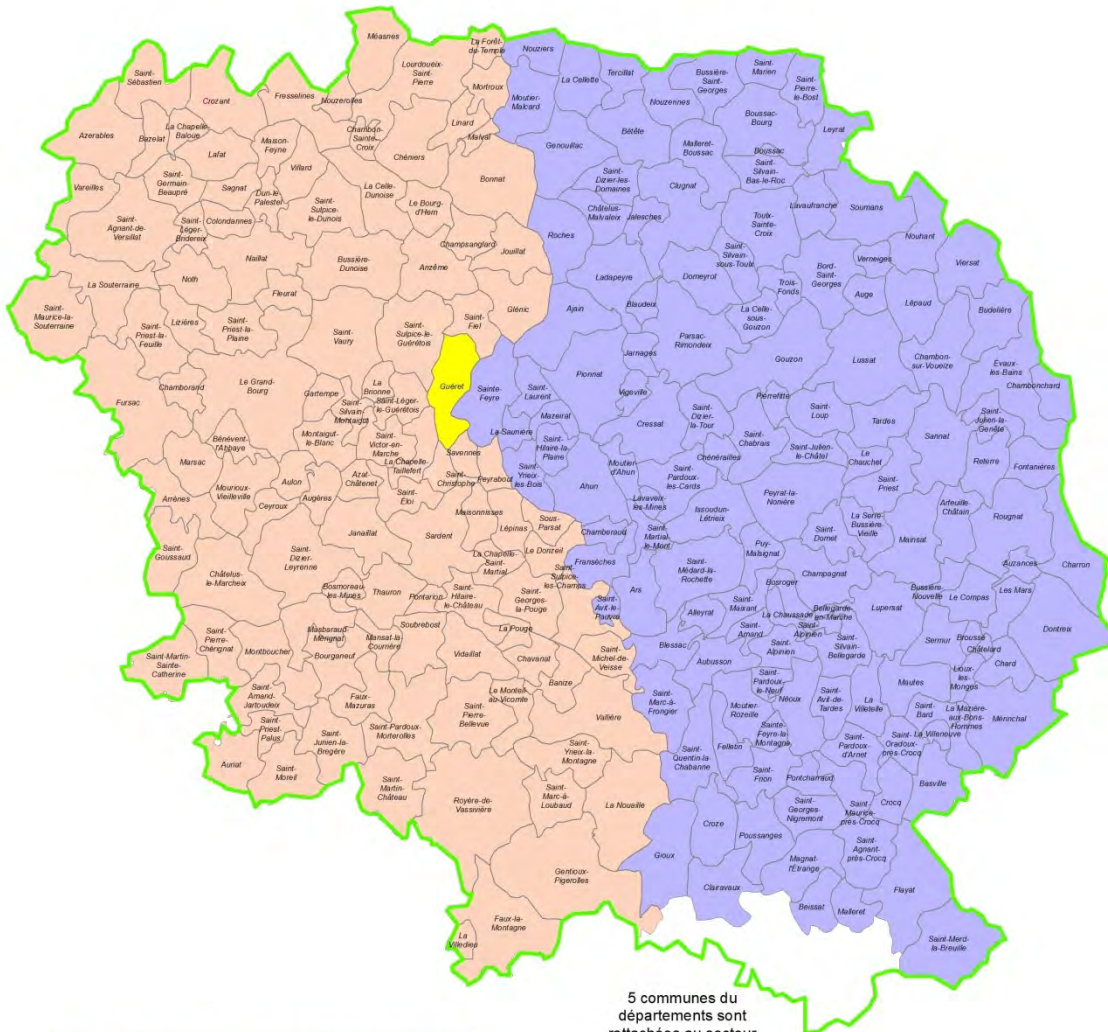 Méasnes
La Forêt-
du-Temple
Nouziers
Lourdoueix-
Saint-
Pierre
La Cellette
Tercillat
Bussière-
Saint-
Georges
Saint-
Marien
Saint-
Pierre-
le-Bost
Saint-
Sébastien
Crozant
Fresselines
Nouzerolles
Mortroux
Moutier-
Malcard
Nouzerines
Boussac-
Bourg
Leyrat
Azerables
Bazelat
La Chapelle-
Baloue
Lafat
Maison-
Feyne
Chambon-
Sainte-
Croix
Linard
Malval
Chéniers
Genouillac
Bétête
Malleret-
Boussac
Boussac
Saint-
Silvain-
Bas-le-Roc
Vareilles
Saint-
Germain-
Beaupré
Sagnat
Villard
Dun-le-
Palestel
Saint-
Sulpice-
le-Dunois
La Celle-
Dunoise
Le Bourg-
d'Hem
Bonnat
Saint-
Dizier-les-
Domaines
Clugnat
Châtelus-
Malvaleix
Jalesches
Lavaufranche
Soumans
Saint-
Agnant-de-
Versillat
Saint-
Léger-
Bridereix
Colondannes
Champsanglard
Jouillat
Roches
Toulx-
Sainte-
Croix
Nouhant
Naillat
Bussière-
Dunoise
Anzême
Saint-
Silvain-
sous-Toulx
Verneiges
Viersat
La Souterraine
Noth
Fleurat
Ladapeyre
Domeyrot
Trois-
Fonds
Bord-
Saint-
Georges
Auge
Lépaud
Budelière
Saint-
Maurice-la-
Souterraine
Saint-
Priest-la-
Feuille
Lizières
Saint-
Priest-la-
Plaine
Saint-
Vaury
Saint-
Sulpice-le-
Guérétois
Saint-
Fiel
Glénic
Ajain
Blaudeix
La Celle-
sous-
Gouzon
Parsac-
Rimondeix
Jarnages
Gouzon
Lussat
Chambon-
sur-Voueize
Évaux-
les-Bains
Chambonchard
Fursac
Chamborand
Le Grand-
Bourg
Gartempe
La
Brionne
Guéret
Sainte-
Feyre
Saint-
Laurent
Pionnat
Vigeville
Pierrefitte
Saint-
Silvain-
Montaigut
Saint-Léger-
le-Guérétois
Mazeirat
Cressat
Saint-
Dizier-
la-Tour
Saint-
Loup
Tardes
Sannat
Saint-
Julien-la-
Genête
Bénévent-
l'Abbaye
Montaigut-
le-Blanc
Saint-
Victor-en-
Marche
La Saunière
Saint-
Hilaire-la-
Plaine
Saint-
Chabrais
Saint-Julien-
le-Châtel
Le
Chauchet
Reterre
Fontanières
Marsac
Savennes
La Chapelle-
Taillefert
Saint-
Christophe
Peyrabout
Saint-
Yrieix-
les-Bois
Moutier-
d'Ahun
Chénérailles
Saint-
Pardoux-
les-Cards
Saint-
Priest
Arrènes
Mourioux-
Vieilleville
Aulon
Azat-
Châtenet
Saint-
Éloi
Ahun
Lavaveix-
les-Mines
Peyrat-la-
Nonière
Arfeuille-
Châtain
Rougnat
Ceyroux
Augères
Maisonnisses
Issoudun-
Létrieix
La Serre-
Bussière-
Vieille
Mainsat
Saint-
Goussaud
Janaillat
Sardent
Lépinas
Sous-
Parsat
Chamberaud
Saint-
Martial-
le-Mont
Saint-
Domet
Saint-
Dizier-
Leyrenne
La Chapelle-
Saint-
Martial
Le Donzeil
Fransèches
Puy-
Malsignat
Auzances
Charron
Châtelus-
le-Marcheix
Bosmoreau-
les-Mines
Thauron
Pontarion
Saint-
Hilaire-
le-Château
Saint-
Georges-
la-Pouge
Saint-
Sulpice-
les-Champs
Saint-
Avit-le-
Pauvre
Ars
Saint-
Médard-la-
Rochette
Bosroger
Champagnat
Bussière-
Nouvelle
Le Compas
Les Mars
Dontreix
Saint-
Pierre-
Chérignat
Montboucher
Masbaraud-
Mérignat
Bourganeuf
Mansat-la-
Courrière
Soubrebost
La Pouge
Alleyrat
Saint-
Maixant
La Chaussade
Bellegarde-
en-Marche
Lupersat
Saint-
Amand
Saint-
Alpinien
Saint-
Alpinien
Saint-
Silvain-
Bellegarde
Sermur
Brousse
Châtelard
Chard
Saint-Martin-
Sainte-
Catherine
Vidaillat
Chavanat
Saint-
Michel-
de-Veisse
Blessac
Aubusson
Lioux-
les-
Monges
Saint-
Amand-
Jartoudeix
Faux-
Mazuras
Saint-
Pierre-
Bellevue
Le Monteil-
au-Vicomte
Banize
Saint-
Marc-à-
Frongier
Saint-
Pardoux-
le-Neuf
Néoux
Saint-
Avit-de-
Tardes
La
Villetelle
Mautes
Saint-
Bard
La Mazière-
aux-Bons-
Hommes
Mérinchal
Saint-
Priest-
Palus
Saint-
Junien-la-
Bregère
Saint-Pardoux-
Morterolles
Vallière
Moutier-
Rozeille
Sainte-
Feyre-la-
Montagne
Saint-
Pardoux-
d'Arnet
Saint-
Oradoux-
près-Crocq
La Villeneuve
Auriat
Saint-
Moreil
Saint-
Martin-
Château
Royère-de-
Vassivière
Saint-
Yrieix-la-
Montagne
Saint-
Quentin-la-
Chabanne
Felletin
Saint-
Frion
Pontcharraud
Basville
Saint-
Marc-à-
Loubaud
La Nouaille
Croze
Poussanges
Saint-
Georges-
Nigremont
Saint-
Maurice-
près-Crocq
Crocq
Saint-
Agnant-
près-Crocq
Gentioux-
Pigerolles
Gioux
Clairavaux
Magnat-
l'Étrange
Beissat
Malleret
Flayat
Faux-la-
Montagne
La
Villedieu
Saint-Merd-
la-Breuille
5 communes du
départements sont
rattachées au secteur